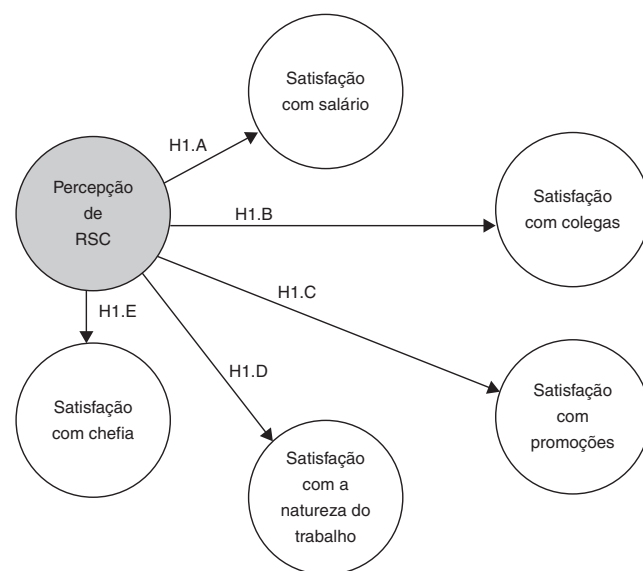 Satisfação
com salário
H1.A
Percepção
de
RSC
H1.B
Satisfação
com colegas
H1.C
H1.E
H1.D
Satisfação
com chefia
Satisfação
com
promoções
Satisfação
com a
natureza do
trabalho